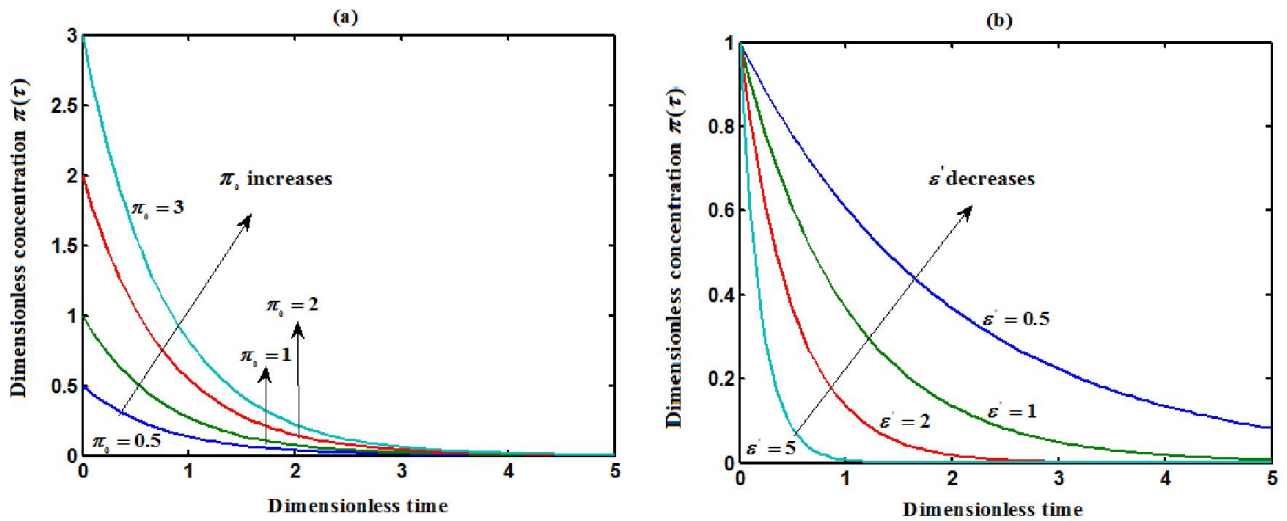 (a)
Dimensionless concentration π(τ)
3
2.5
2
1.5
1
0.5
0
π₀ increases
π₀ = 3
π₀ = 2
π₀ = 1
π₀ = 0.5
0 1 2 3 4 5
Dimensionless time
(b)
Dimensionless concentration π(τ)
1
0.8
0.6
0.4
0.2
0
ε' decreases
ε' = 0.5
ε' = 1
ε' = 2
ε' = 5
0 1 2 3 4 5
Dimensionless time